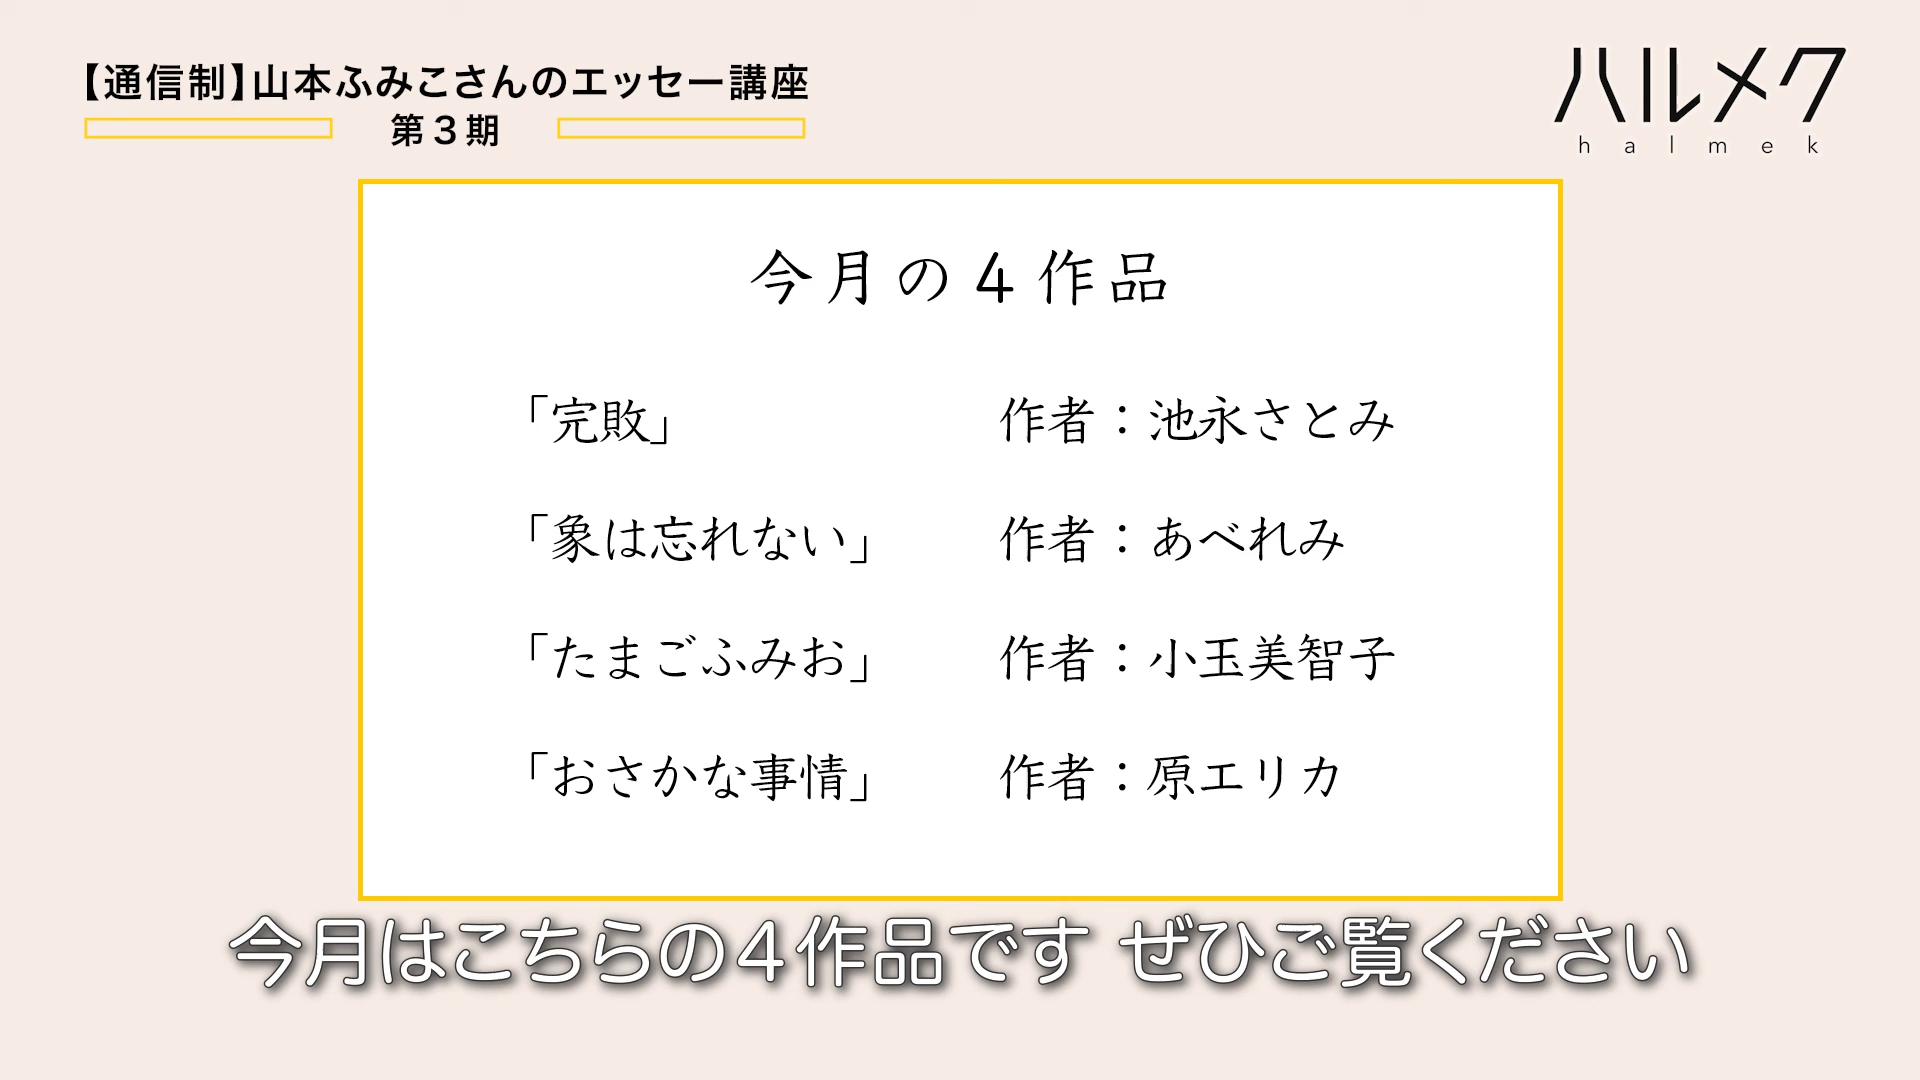 【通信制】山本ふみこさんのエッセー講座
第3期
ハルメク
halmek
今月の4作品
「完敗」 作者：池永さとみ
「象は忘れない」 作者：あべれみ
「たまごふみお」 作者：小玉美智子
「おさかな事情」 作者：原エリカ
今月はこちらの4作品です ぜひご覧ください